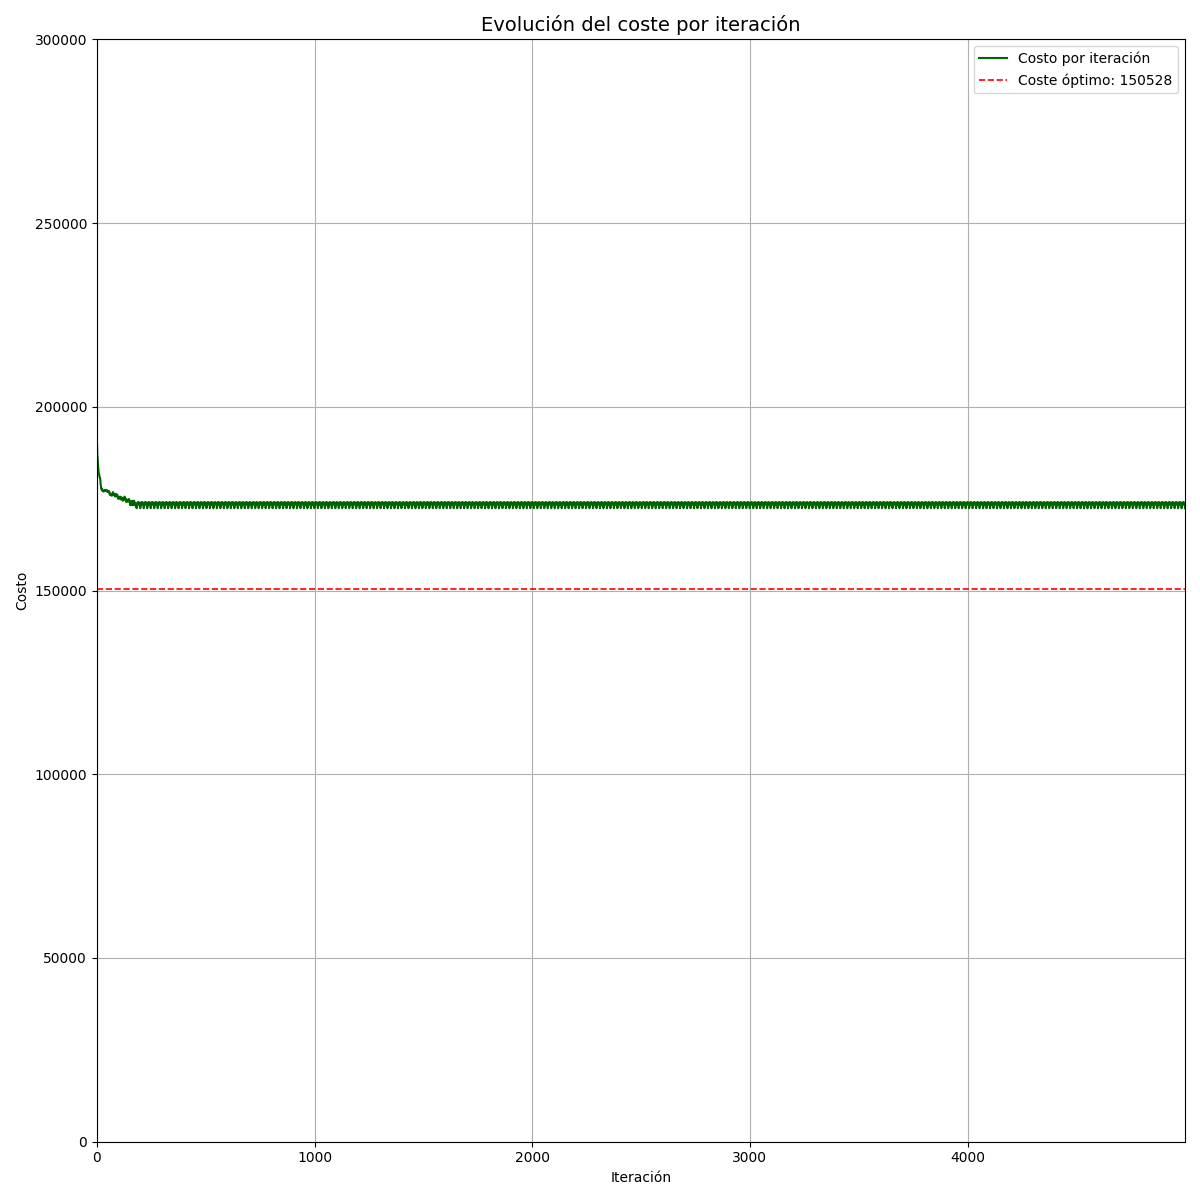 Evolución del coste por iteración
Costo por iteración
Coste óptimo: 150528
300000
250000
200000
150000
100000
50000
0
Costo
0 1000 2000 3000 4000
Iteración